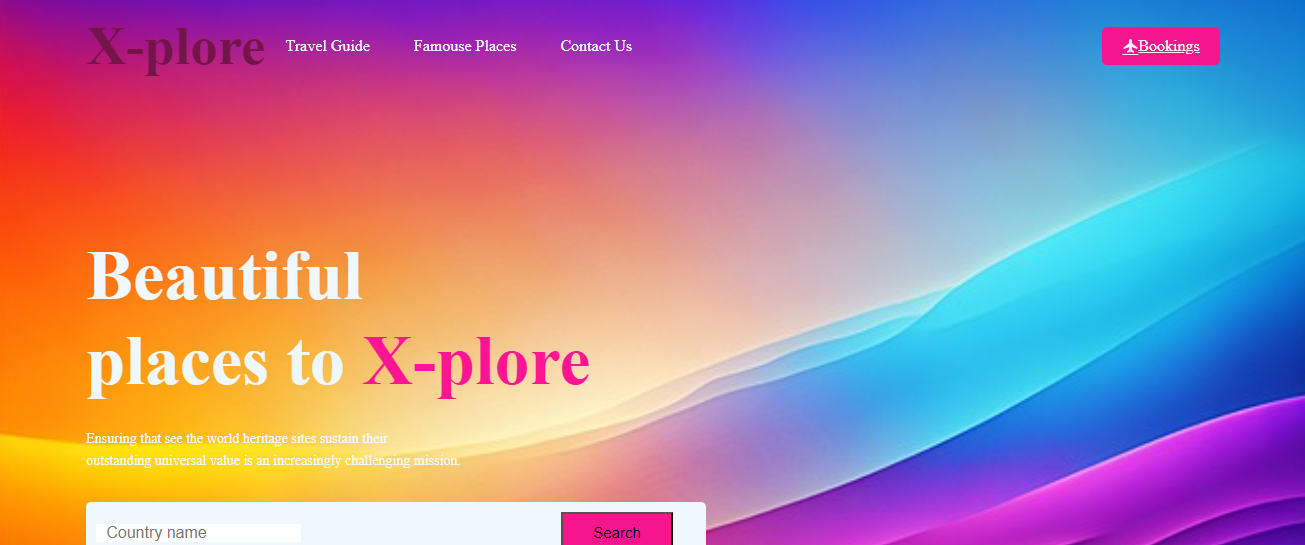 X-plore
Travel Guide
Famouse Places
Contact Us
Bookings
Beautiful
places to X-plore
Ensuring that see the world heritage sites sustain their
outstanding universal value is an increasingly challenging mission.
Country name
Search